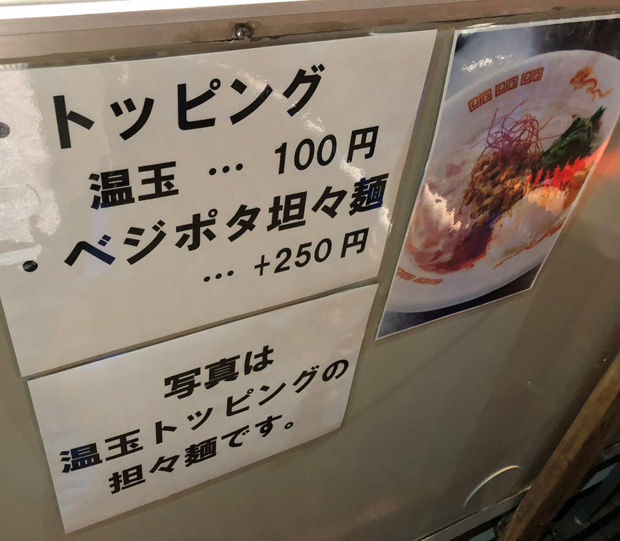 ・トッピング
温玉 … 100円
・ベジポタ坦々麺
… +250円
写真は
温玉トッピングの
担々麺です。